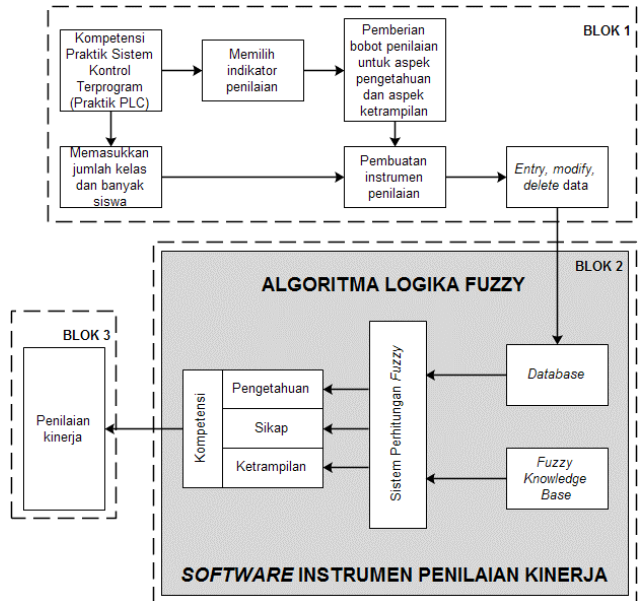 BLOK 1
Kompetensi
Praktik Sistem
Kontrol
Terprogram
(Praktik PLC)
Memilih
indikator
penilaian
Pemberian
bobot penilaian
untuk aspek
pengetahuan
dan aspek
ketrampilan
Memasukkan
jumlah kelas
dan banyak
siswa
Pembuatan
instrumen
penilaian
Entry, modify,
delete data
BLOK 2
ALGORITMA LOGIKA FUZZY
BLOK 3
Penilaian
kinerja
Kompetensi
Pengetahuan
Sikap
Ketrampilan
Sistem Perhitungan Fuzzy
Database
Fuzzy
Knowledge
Base
SOFTWARE INSTRUMEN PENILAIAN KINERJA